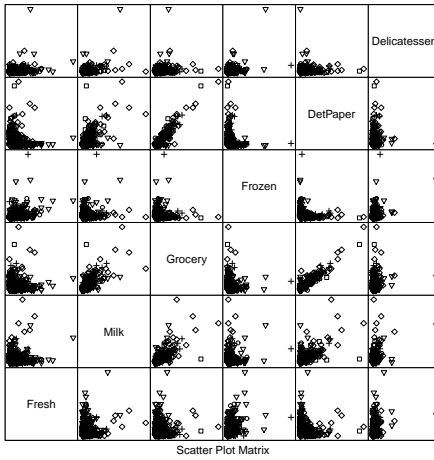 Delicatessen
DetPaper
Frozen
Grocery
Milk
Fresh
Scatter Plot Matrix